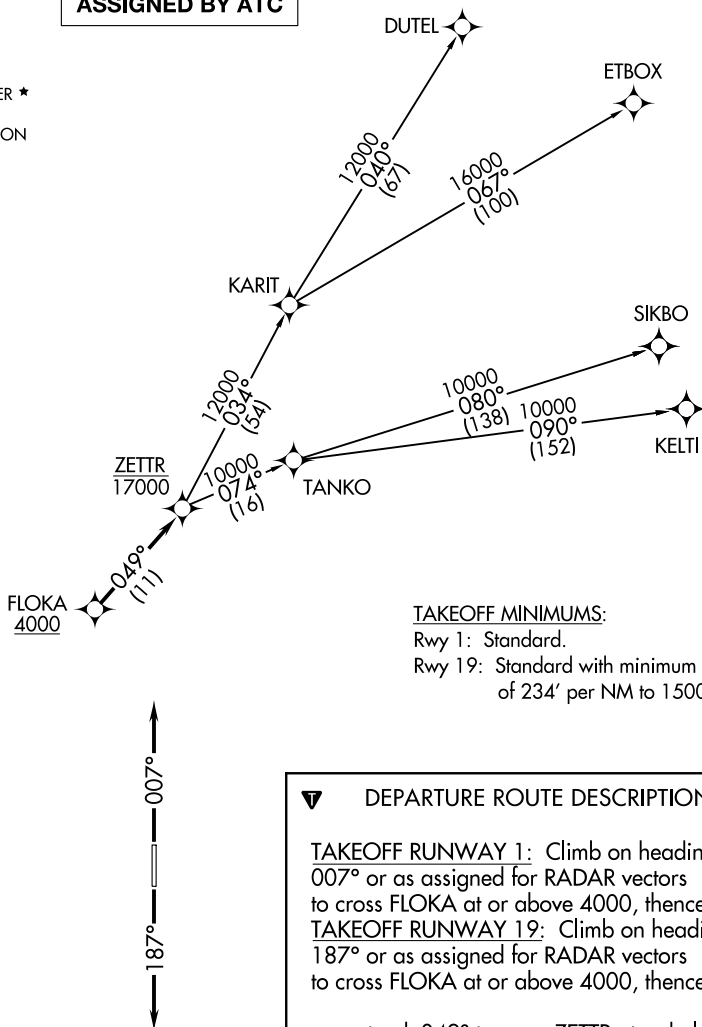 ASSIGNED BY ATC
DUTEL
ETBOX
ER ★
ON
12000
040°
(67)
16000
067°
(100)
KARIT
SIKBO
12000
034°
(54)
10000
080°
(138)
10000
090°
(152)
KELTI
ZETTR
17000
10000
074°
(16)
TANKO
049°
(11)
FLOKA
4000
TAKEOFF MINIMUMS:
Rwy 1: Standard.
Rwy 19: Standard with minimum
of 234' per NM to 1500
007°
187°
T DEPARTURE ROUTE DESCRIPTION
TAKEOFF RUNWAY 1: Climb on headin
007° or as assigned for RADAR vectors
to cross FLOKA at or above 4000, thence
TAKEOFF RUNWAY 19: Climb on headi
187° or as assigned for RADAR vectors
to cross FLOKA at or above 4000, thence